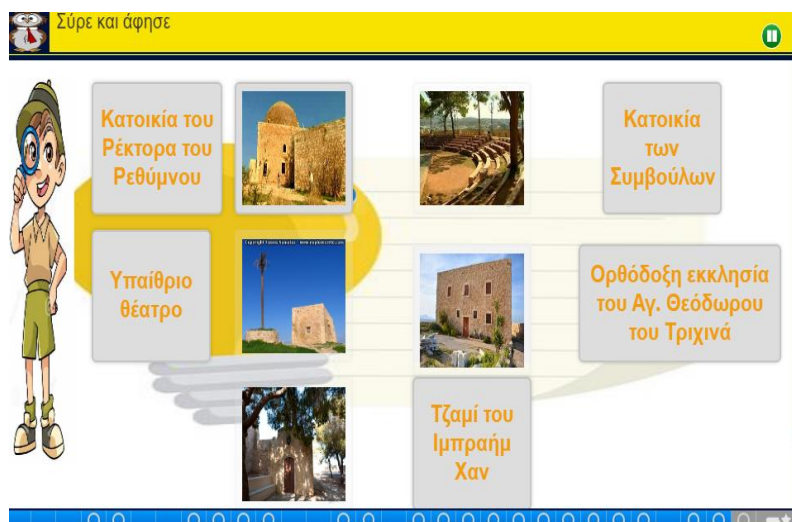 Σύρε και άφησε
Κατοικία του
Ρέκτορα του
Ρεθύμνου
Κατοικία
των
Συμβούλων
Υπαίθριο
θέατρο
Ορθόδοξη εκκλησία
του Αγ. Θεόδωρου
του Τριχινά
Τζαμί του
Ιμπραήμ
Χαν